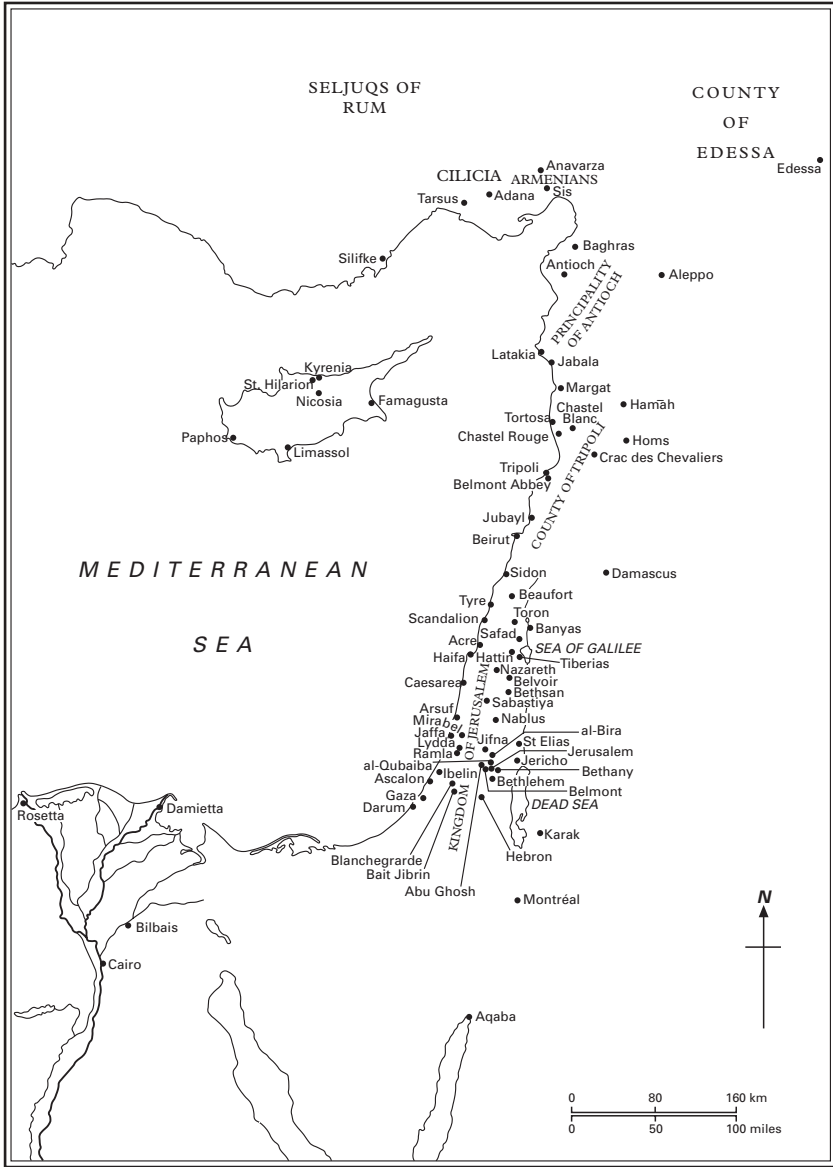 SELJUQS OF
RUM
COUNTY
OF
EDESSA
Edessa
Anavarza
CILICIA
ARMENIANS
Sis
Adana
Tarsus
Baghras
Silifke
Antioch
Aleppo
PRINCIPALITY
OF ANTIOCH
Latakia
Jabala
Kyrenia
St. Hilarion
Nicosia
Famagusta
Margat
Hamāh
Chastel
Blanc
Tortosa
Chastel Rouge
Paphos
Limassol
Homs
Crac des Chevaliers
Tripoli
Belmont Abbey
COUNTY OF TRIPOLI
Jubayl
Beirut
MEDITERRANEAN
SEA
Sidon
Damascus
Beaufort
Tyre
Toron
Scandalion
Banyas
Safad
Acre
SEA OF GALILEE
Haifa
Hattin
Tiberias
Nazareth
Caesarea
Belvoir
Bethsan
Sabastiya
Arsuf
Nablus
Mirabel
Jaffa
al-Bira
Lydda
Jifna
St Elias
Ramla
Jerusalem
al-Qubaiba
Jericho
Ibelin
Bethany
Ascalon
Bethlehem
Belmont
Gaza
DEAD SEA
Darum
KINGDOM OF JERUSALEM
Rosetta
Damietta
Karak
Blanchegrarde
Hebron
Bait Jibrin
Abu Ghosh
Montréal
N
Bilbais
Cairo
Aqaba
0 80 160 km
0 50 100 miles